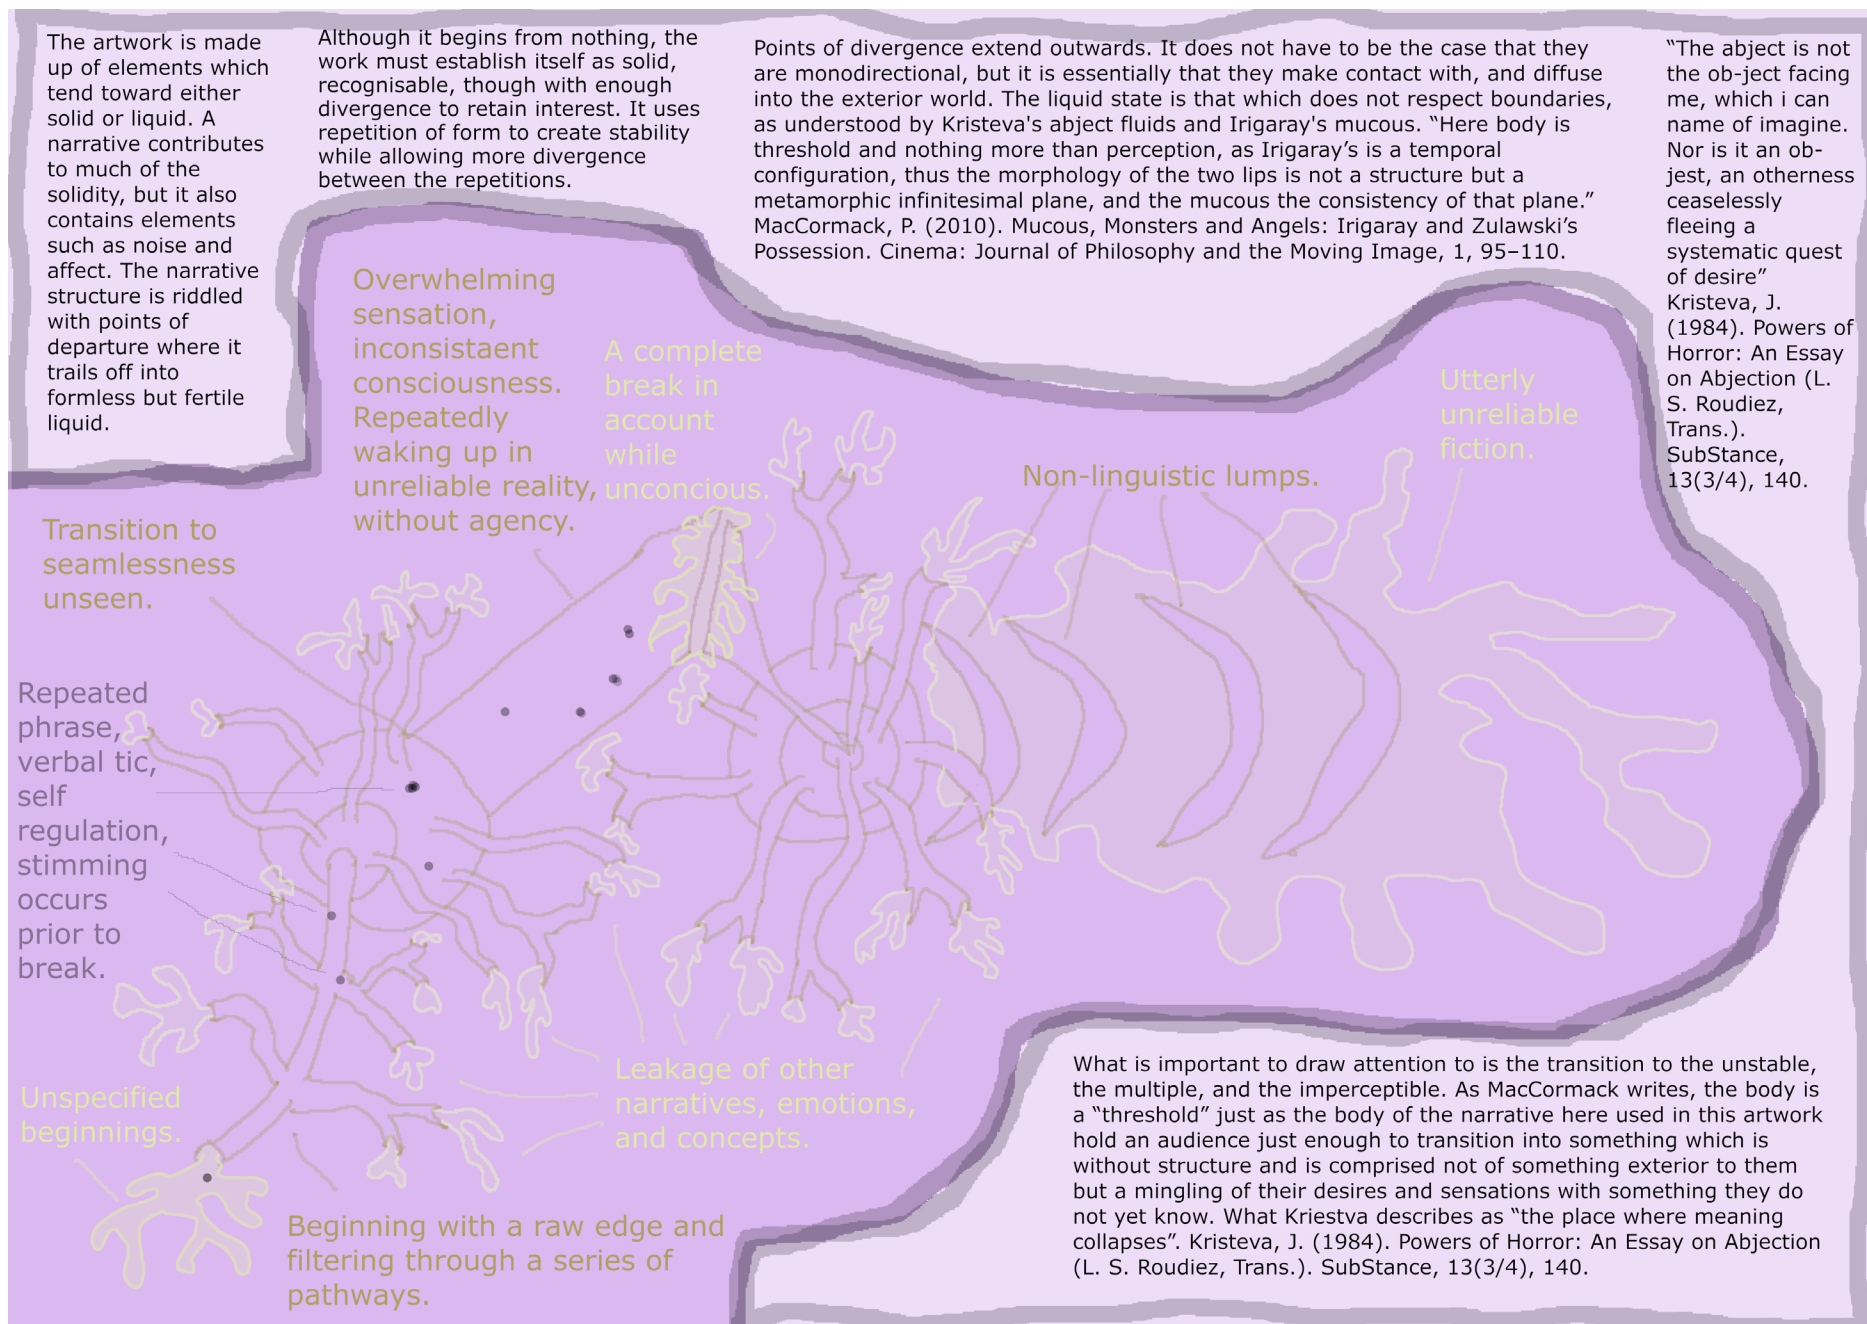 The artwork is made
up of elements which
tend toward either
solid or liquid. A
narrative contributes
to much of the
solidity, but it also
contains elements
such as noise and
affect. The narrative
structure is riddled
with points of
departure where it
trails off into
formless but fertile
liquid.
Although it begins from nothing, the
work must establish itself as solid,
recognisable, though with enough
divergence to retain interest. It uses
repetition of form to create stability
while allowing more divergence
between the repetitions.
Points of divergence extend outwards. It does not have to be the case that they
are monodirectional, but it is essentially that they make contact with, and diffuse
into the exterior world. The liquid state is that which does not respect boundaries,
as understood by Kristeva's abject fluids and Irigaray's mucous. “Here body is
threshold and nothing more than perception, as Irigaray’s is a temporal
configuration, thus the morphology of the two lips is not a structure but a
metamorphic infinitesimal plane, and the mucous the consistency of that plane.”
MacCormack, P. (2010). Mucous, Monsters and Angels: Irigaray and Zulawski’s
Possession. Cinema: Journal of Philosophy and the Moving Image, 1, 95–110.
“The abject is not
the ob-ject facing
me, which i can
name of imagine.
Nor is it an ob-
jest, an otherness
ceaselessly
fleeing a
systematic quest
of desire”
Kristeva, J.
(1984). Powers of
Horror: An Essay
on Abjection (L.
S. Roudiez,
Trans.).
SubStance,
13(3/4), 140.
Overwhelming
sensation,
inconsistaent
consciousness.
Repeatedly
waking up in
unreliable reality,
without agency.
A complete
break in
account
while
unconcious.
Non-linguistic lumps.
Utterly
unreliable
fiction.
Transition to
seamlessness
unseen.
Repeated
phrase,
verbal tic,
self
regulation,
stimming
occurs
prior to
break.
Unspecified
beginnings.
Leakage of other
narratives, emotions,
and concepts.
Beginning with a raw edge and
filtering through a series of
pathways.
What is important to draw attention to is the transition to the unstable,
the multiple, and the imperceptible. As MacCormack writes, the body is
a “threshold” just as the body of the narrative here used in this artwork
hold an audience just enough to transition into something which is
without structure and is comprised not of something exterior to them
but a mingling of their desires and sensations with something they do
not yet know. What Kriestva describes as “the place where meaning
collapses”. Kristeva, J. (1984). Powers of Horror: An Essay on Abjection
(L. S. Roudiez, Trans.). SubStance, 13(3/4), 140.